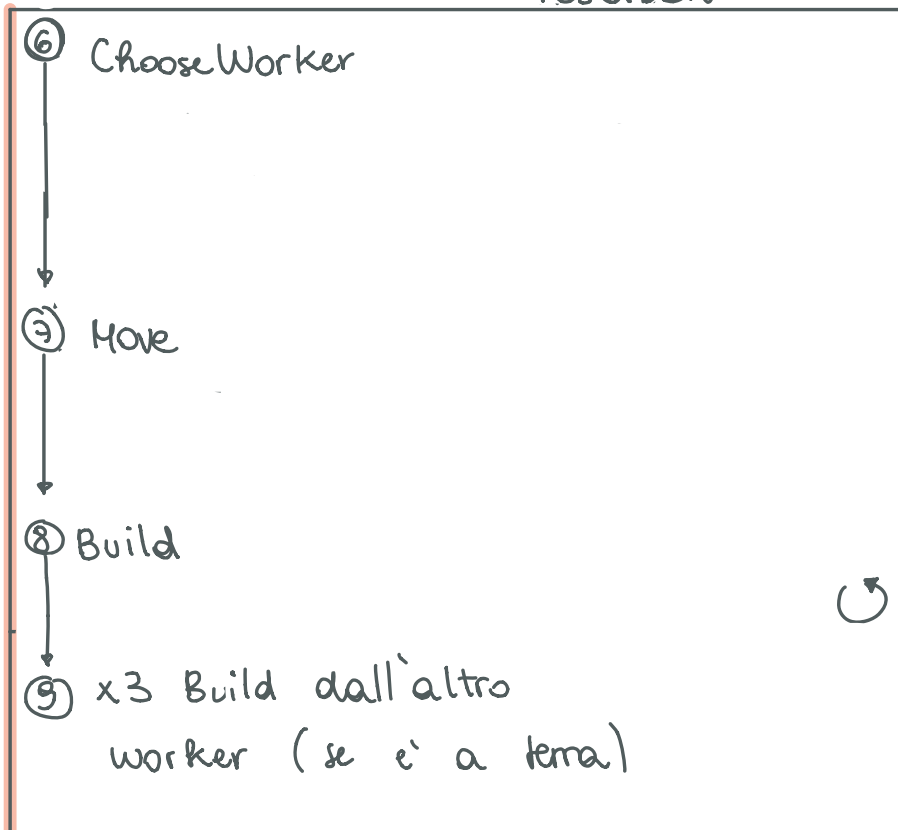 6 ChooseWorker
7 Move
8 Build
9 x3 Build dall'altro
worker (se è a terra)